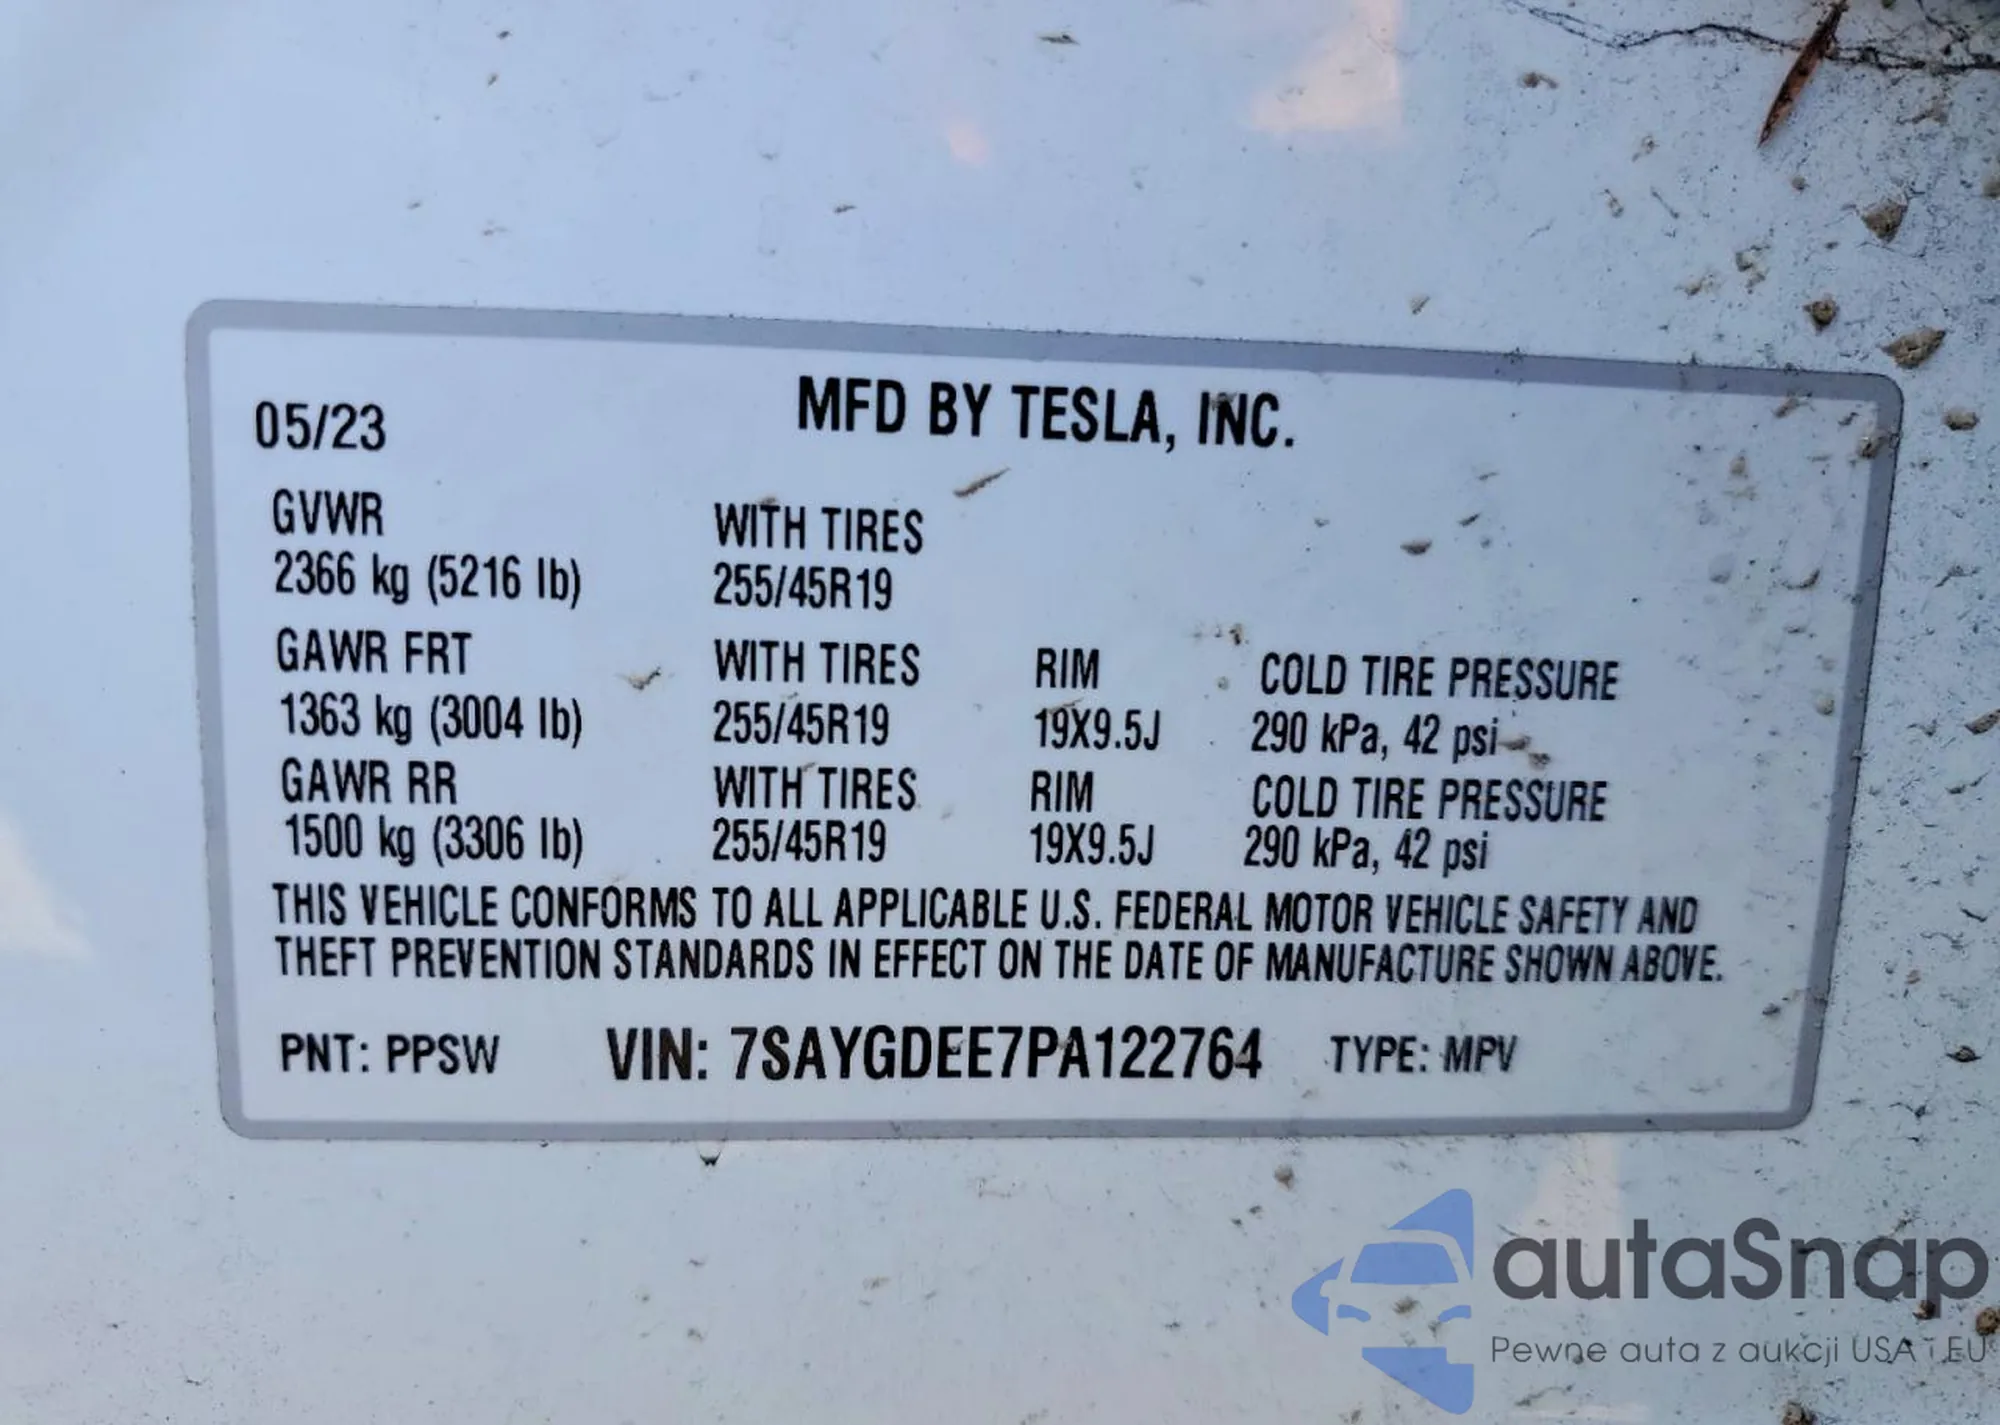 05/23 MFD BY TESLA, INC.
GVWR WITH TIRES
2366 kg (5216 lb) 255/45R19
GAWR FRT WITH TIRES RIM COLD TIRE PRESSURE
1363 kg (3004 lb) 255/45R19 19X9.5J 290 kPa, 42 psi
GAWR RR WITH TIRES RIM COLD TIRE PRESSURE
1500 kg (3306 lb) 255/45R19 19X9.5J 290 kPa, 42 psi
THIS VEHICLE CONFORMS TO ALL APPLICABLE U.S. FEDERAL MOTOR VEHICLE SAFETY AND
THEFT PREVENTION STANDARDS IN EFFECT ON THE DATE OF MANUFACTURE SHOWN ABOVE.
PNT: PPSW VIN: 7SAYGDEE7PA122764 TYPE: MPV
autaSnap
Pewne auta z aukcji USA i EU